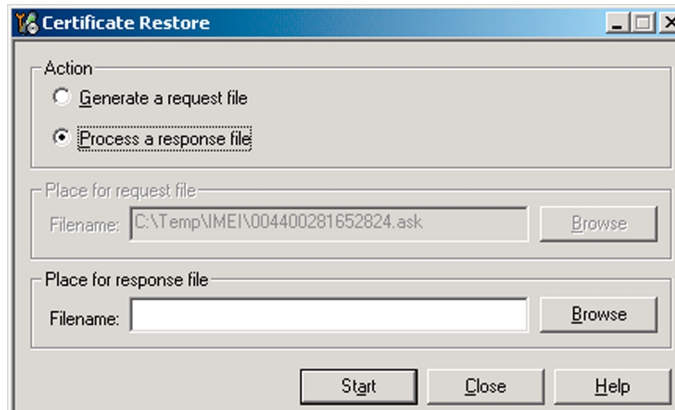 Certificate Restore
Action
Generate a request file
Process a response file
Place for request file
Filename: C:\Temp\IMEI\004400281652824.ask Browse
Place for response file
Filename: Browse
Start Close Help